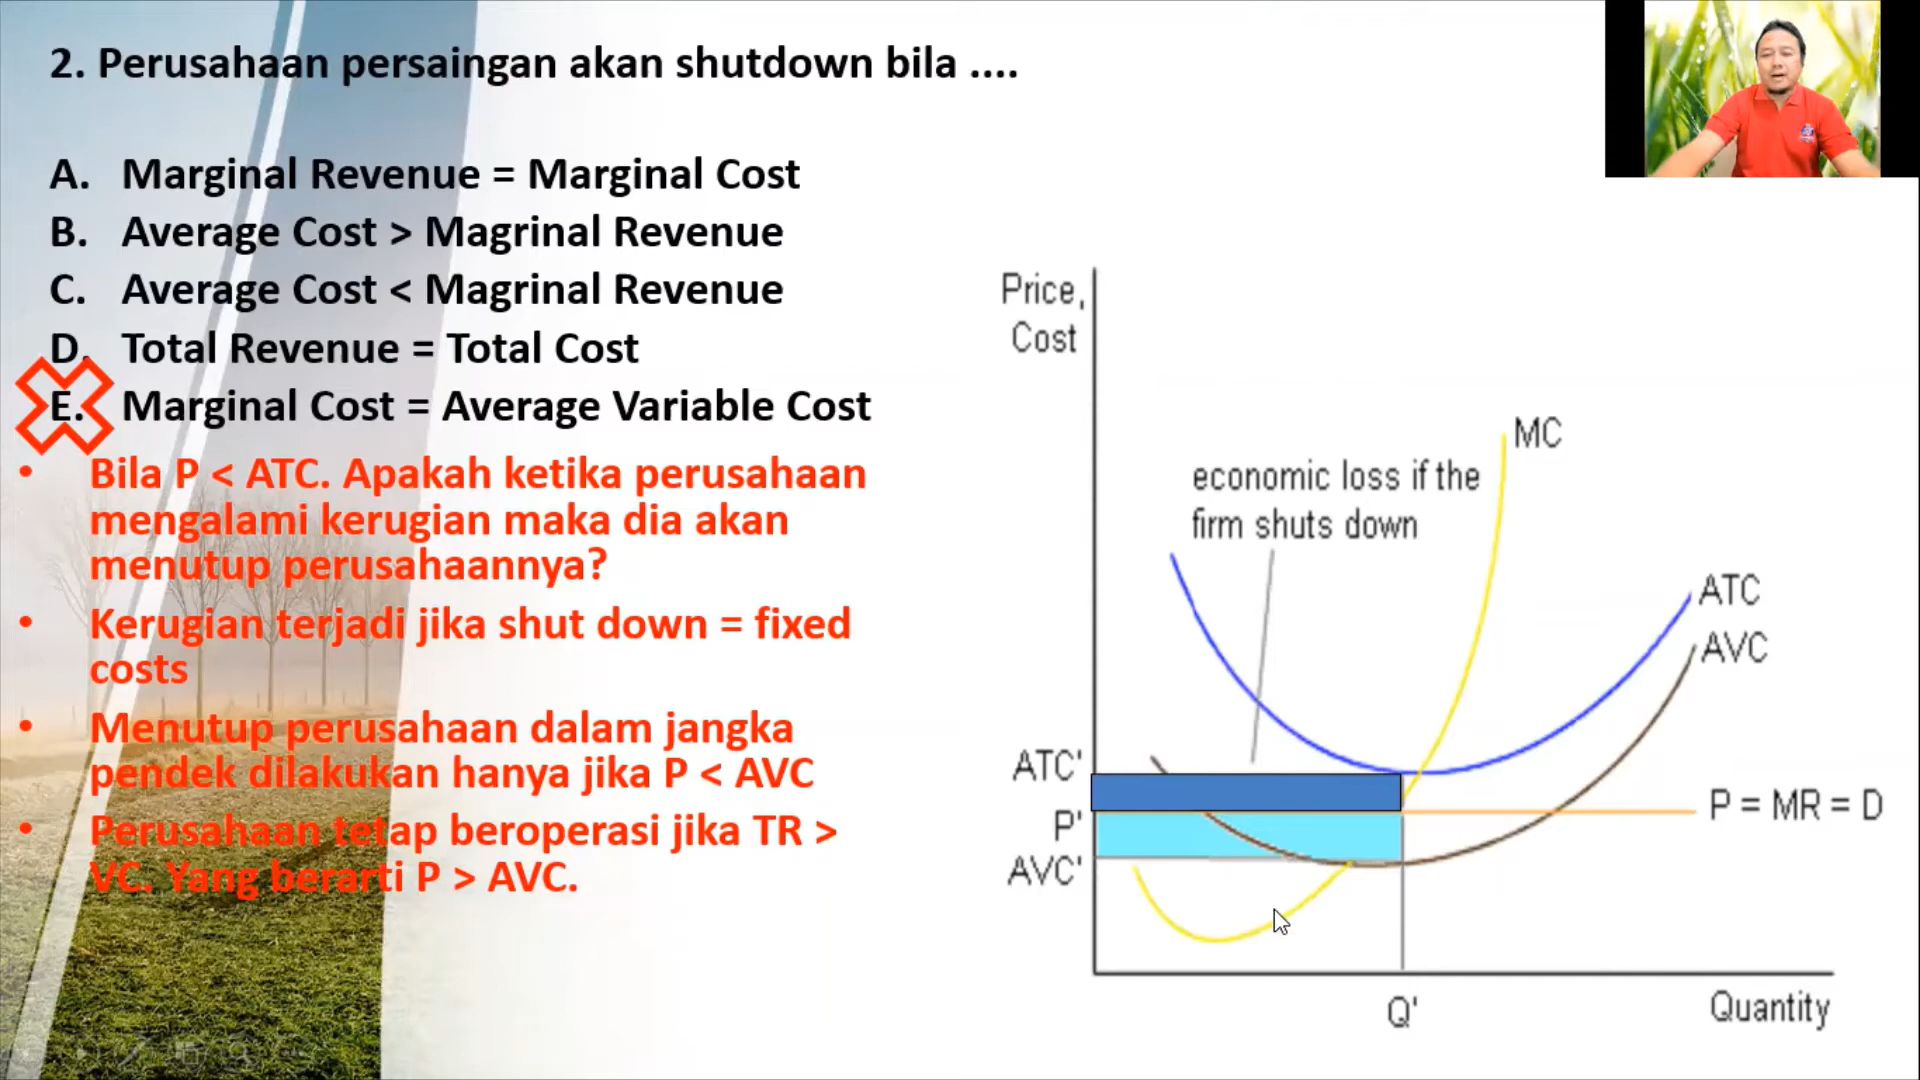 2. Perusahaan persaingan akan shutdown bila ....
A. Marginal Revenue = Marginal Cost
B. Average Cost > Magrinal Revenue
C. Average Cost < Magrinal Revenue
D. Total Revenue = Total Cost
E. Marginal Cost = Average Variable Cost
• Bila P < ATC. Apakah ketika perusahaan
mengalami kerugian maka dia akan
menutup perusahaannya?
• Kerugian terjadi jika shut down = fixed
costs
• Menutup perusahaan dalam jangka
pendek dilakukan hanya jika P < AVC
• Perusahaan tetap beroperasi jika TR >
VC. Yang berarti P > AVC.
Price,
Cost
MC
economic loss if the
firm shuts down
ATC
AVC
ATC'
P'
P = MR = D
AVC'
Q'
Quantity